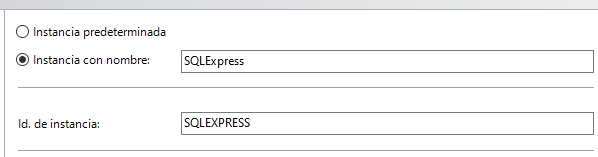 Instancia predeterminada
Instancia con nombre: SQLExpress
Id. de instancia: SQLEXPRESS